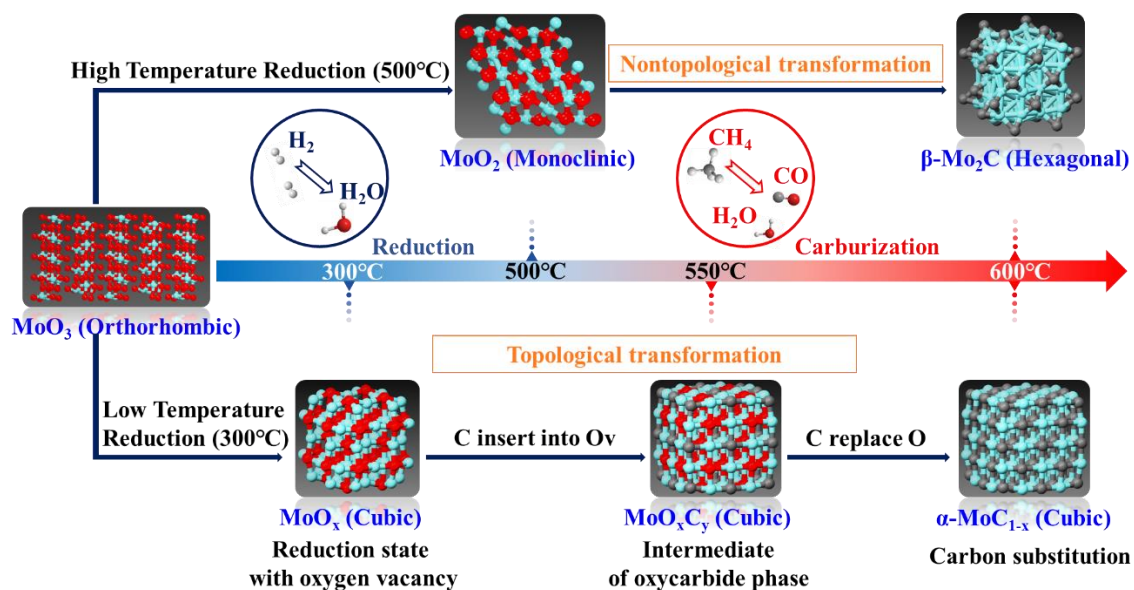 High Temperature Reduction (500°C)
Nontopological transformation
MoO₂ (Monoclinic)
β-Mo₂C (Hexagonal)
H₂
H₂O
CH₄
CO
H₂O
Reduction
Carburization
300°C
500°C
550°C
600°C
MoO₃ (Orthorhombic)
Topological transformation
Low Temperature
Reduction (300°C)
C insert into Ov
C replace O
MoOₓ (Cubic)
MoOₓCᵧ (Cubic)
α-MoC₁₋ₓ (Cubic)
Reduction state
with oxygen vacancy
Intermediate
of oxycarbide phase
Carbon substitution